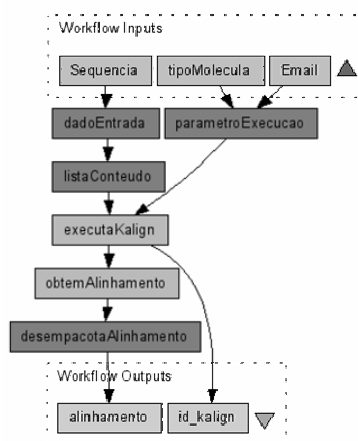 Workflow Inputs
Sequencia tipoMolecula Email
dadoEntrada parametroExecucao
listaConteudo
executaKalign
obtemAlinhamento
desempacotaAlinhamento
Workflow Outputs
alinhamento id_kalign